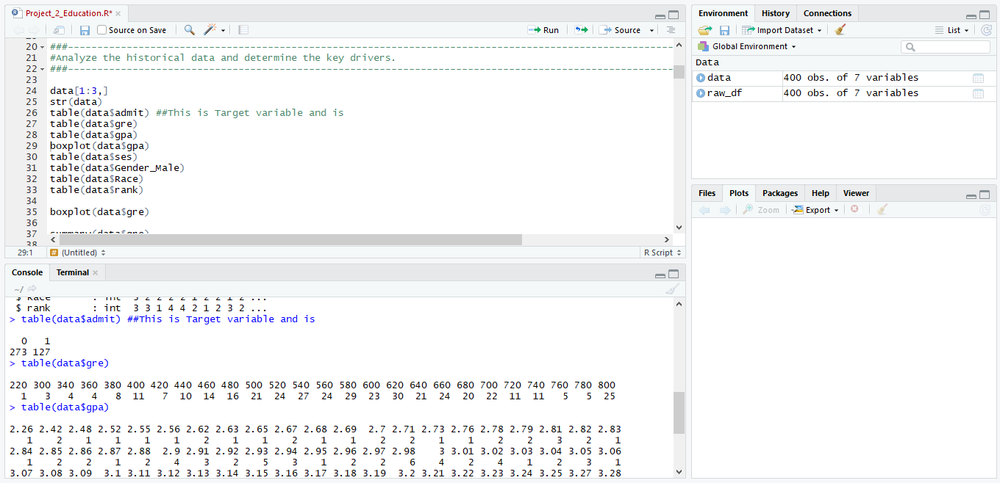 Project_2_Education.R*
Source on Save Run Source
20 ###--------------------------------------------------------------------------------------------------------
21 #Analyze the historical data and determine the key drivers.
22 ###--------------------------------------------------------------------------------------------------------
23
24 data[1:3,]
25 str(data)
26 table(data$admit) ##This is Target variable and is
27 table(data$gre)
28 table(data$gpa)
29 boxplot(data$gpa)
30 table(data$ses)
31 table(data$Gender_Male)
32 table(data$Race)
33 table(data$rank)
34
35 boxplot(data$gre)
36
37 summary(data$gre)
38
29:1 # (Untitled) R Script
Console Terminal
~/
$ Race : int 3 2 2 2 2 1 2 2 1 2 ...
$ rank : int 3 3 1 4 4 2 1 2 3 2 ...
> table(data$admit) ##This is Target variable and is
0 1
273 127
> table(data$gre)
220 300 340 360 380 400 420 440 460 480 500 520 540 560 580 600 620 640 660 680 700 720 740 760 780 800
1 3 4 4 8 11 7 10 14 16 21 24 27 24 29 23 30 21 24 20 22 11 11 5 5 25
> table(data$gpa)
2.26 2.42 2.48 2.52 2.55 2.56 2.62 2.63 2.65 2.67 2.68 2.69 2.7 2.71 2.73 2.76 2.78 2.79 2.81 2.82 2.83
1 2 1 1 1 1 2 1 1 2 1 1 2 2 1 1 2 2 3 2 1
2.84 2.85 2.86 2.87 2.88 2.9 2.91 2.92 2.93 2.94 2.95 2.96 2.97 2.98 3 3.01 3.02 3.03 3.04 3.05 3.06
1 2 2 1 2 4 3 2 5 3 1 2 2 6 4 2 4 1 2 3 1
3.07 3.08 3.09 3.1 3.11 3.12 3.13 3.14 3.15 3.16 3.17 3.18 3.19 3.2 3.21 3.22 3.23 3.24 3.25 3.27 3.28
Environment History Connections
Import Dataset List
Global Environment
Data
data 400 obs. of 7 variables
raw_df 400 obs. of 7 variables
Files Plots Packages Help Viewer
Zoom Export